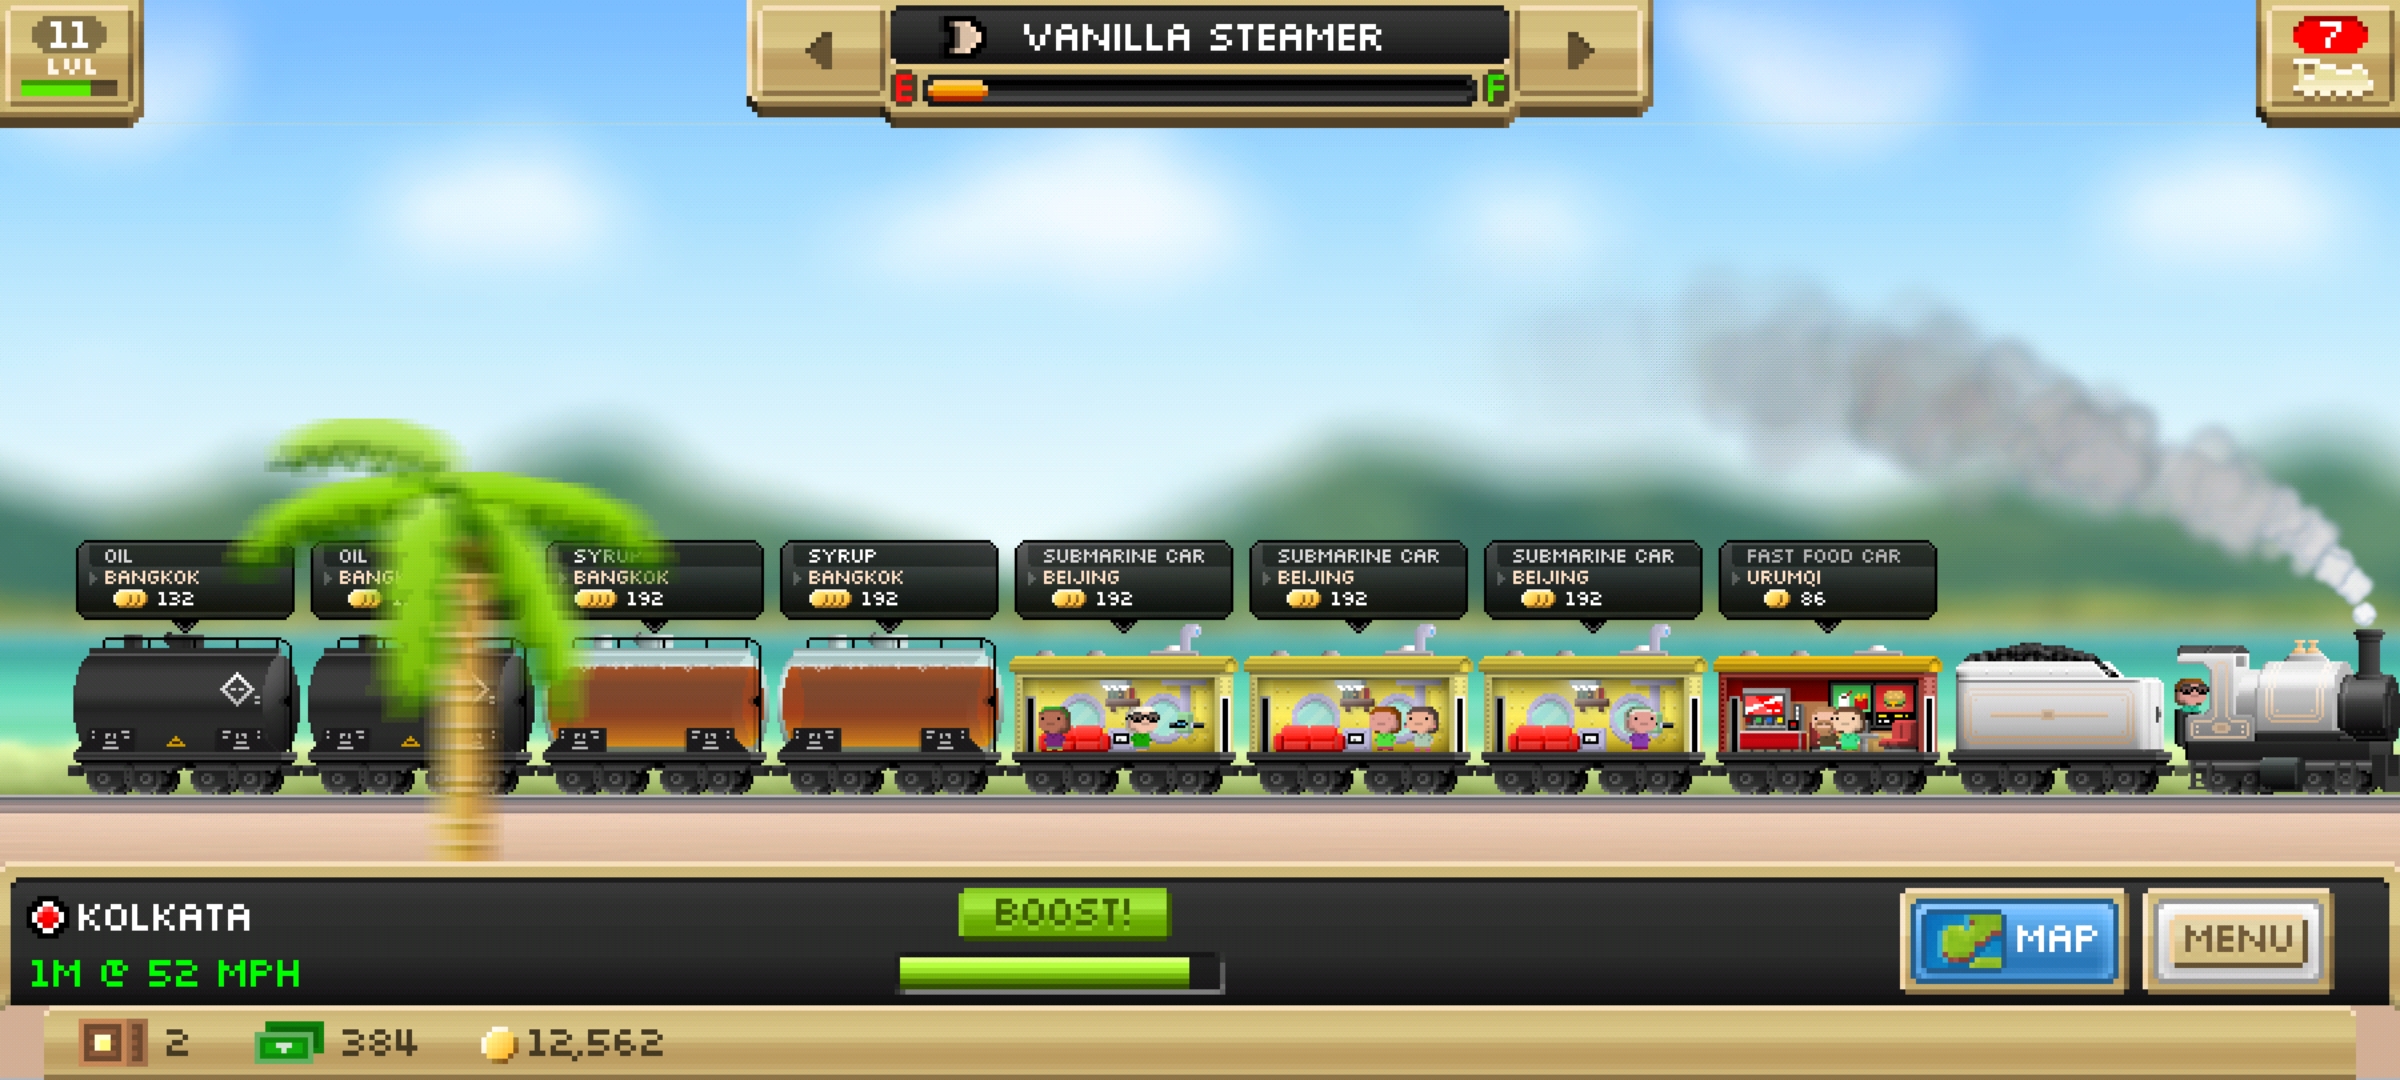 11
LVL
VANILLA STEAMER
E F
7
OIL
BANGKOK
132
OIL
SYRUP
BANGKOK
192
SYRUP
BANGKOK
192
SUBMARINE CAR
BEIJING
192
SUBMARINE CAR
BEIJING
192
SUBMARINE CAR
BEIJING
192
FAST FOOD CAR
URUMQI
86
KOLKATA
1M @ 52 MPH
BOOST!
MAP
MENU
2 384 12,562